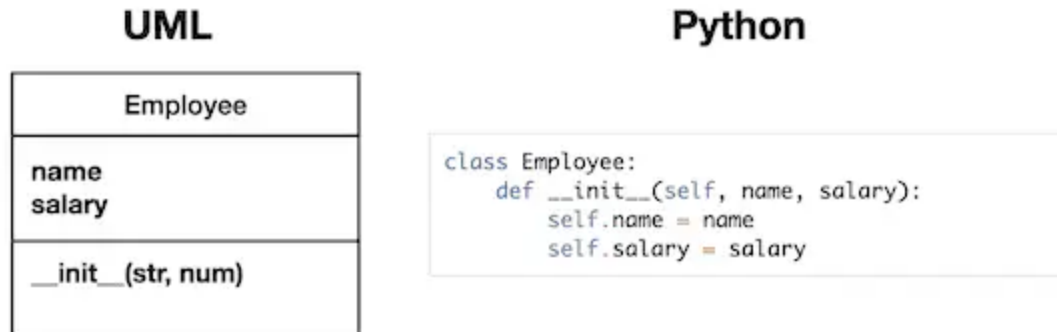 UML
Python
Employee
name
salary
__init__(str, num)
class Employee:
    def __init__(self, name, salary):
        self.name = name
        self.salary = salary